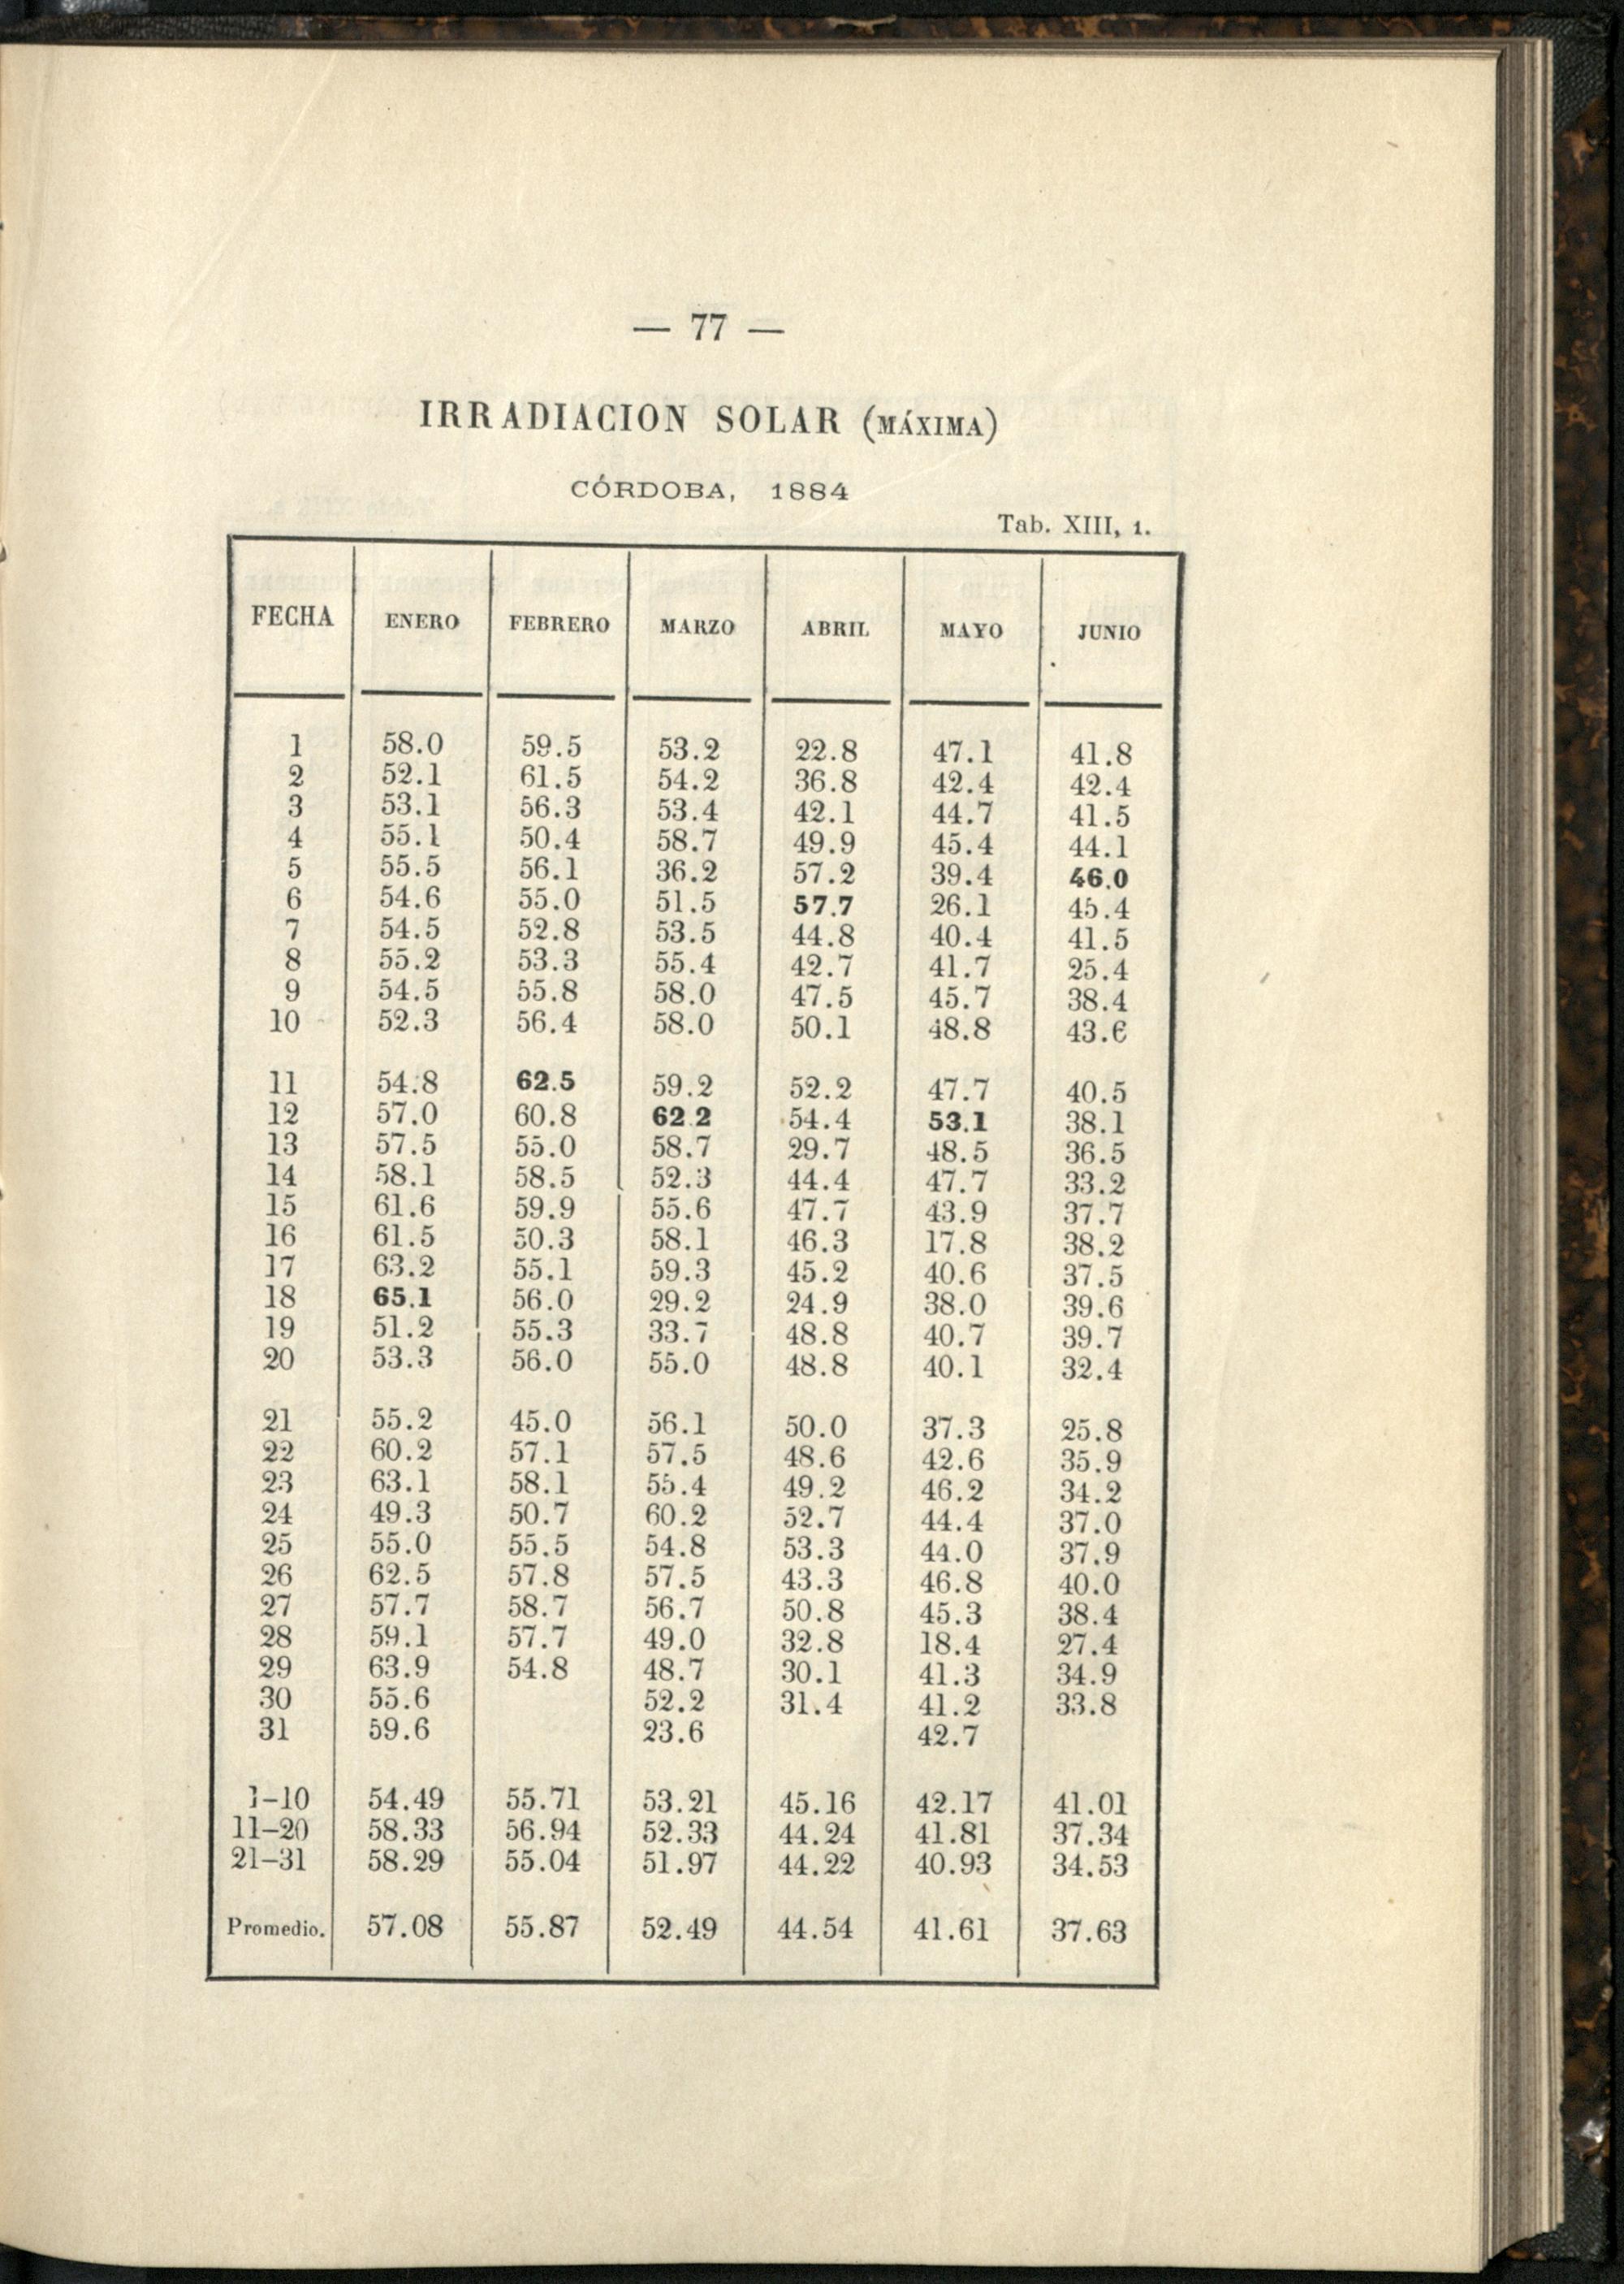 — 77 —
IRRADIACION SOLAR (MÁXIMA)
CÓRDOBA, 1884
Tab. XIII, 1.
FECHA ENERO FEBRERO MARZO ABRIL MAYO JUNIO
1 58.0 59.5 53.2 22.8 47.1 41.8
2 52.1 61.5 54.2 36.8 42.4 42.4
3 53.1 56.3 53.4 42.1 44.7 41.5
4 55.1 50.4 58.7 49.9 45.4 44.1
5 55.5 56.1 36.2 57.2 39.4 46.0
6 54.6 55.0 51.5 57.7 26.1 45.4
7 54.5 52.8 53.5 44.8 40.4 41.5
8 55.2 53.3 55.4 42.7 41.7 25.4
9 54.5 55.8 58.0 47.5 45.7 38.4
10 52.3 56.4 58.0 50.1 48.8 43.6
11 54.8 62.5 59.2 52.2 47.7 40.5
12 57.0 60.8 62 2 54.4 53.1 38.1
13 57.5 55.0 58.7 29.7 48.5 36.5
14 58.1 58.5 52.3 44.4 47.7 33.2
15 61.6 59.9 55.6 47.7 43.9 37.7
16 61.5 50.3 58.1 46.3 17.8 38.2
17 63.2 55.1 59.3 45.2 40.6 37.5
18 65.1 56.0 29.2 24.9 38.0 39.6
19 51.2 55.3 33.7 48.8 40.7 39.7
20 53.3 56.0 55.0 48.8 40.1 32.4
21 55.2 45.0 56.1 50.0 37.3 25.8
22 60.2 57.1 57.5 48.6 42.6 35.9
23 63.1 58.1 55.4 49.2 46.2 34.2
24 49.3 50.7 60.2 52.7 44.4 37.0
25 55.0 55.5 54.8 53.3 44.0 37.9
26 62.5 57.8 57.5 43.3 46.8 40.0
27 57.7 58.7 56.7 50.8 45.3 38.4
28 59.1 57.7 49.0 32.8 18.4 27.4
29 63.9 54.8 48.7 30.1 41.3 34.9
30 55.6 52.2 31.4 41.2 33.8
31 59.6 23.6 42.7
1-10 54.49 55.71 53.21 45.16 42.17 41.01
11-20 58.33 56.94 52.33 44.24 41.81 37.34
21-31 58.29 55.04 51.97 44.22 40.93 34.53
Promedio. 57.08 55.87 52.49 44.54 41.61 37.63